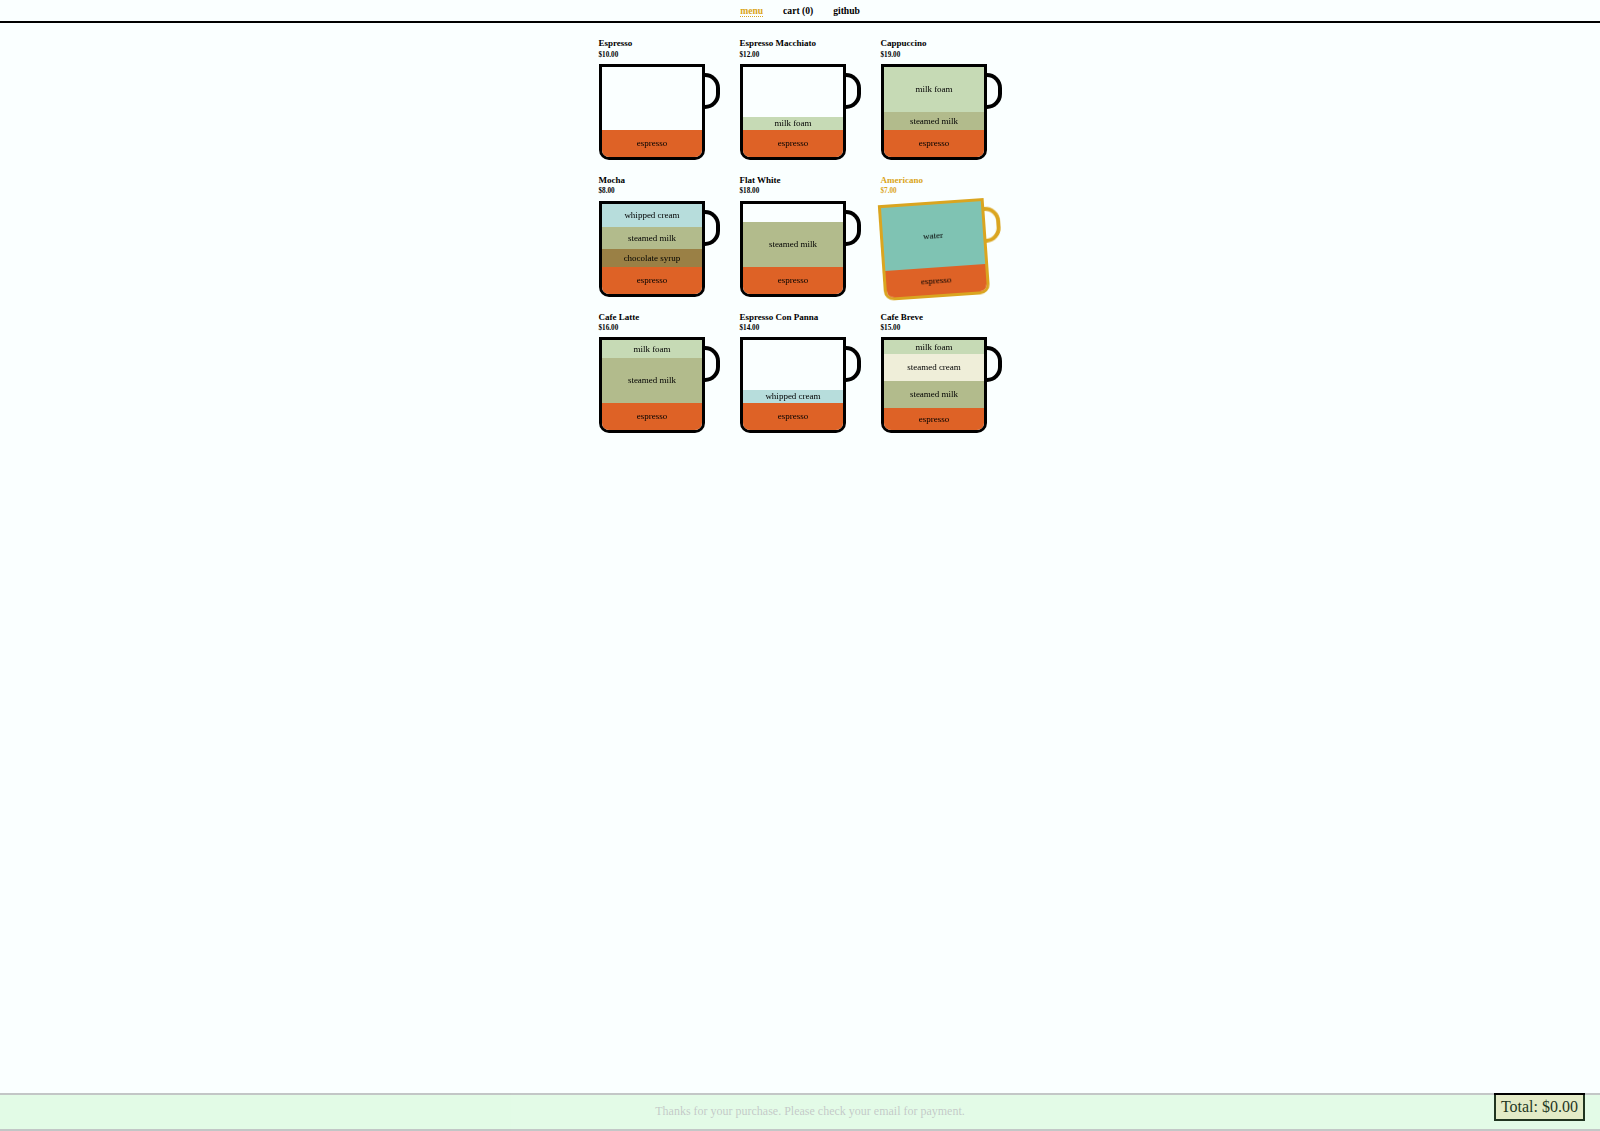 menu cart (0) github
Espresso
$10.00
espresso
Espresso Macchiato
$12.00
milk foam
espresso
Cappuccino
$19.00
milk foam
steamed milk
espresso
Mocha
$8.00
whipped cream
steamed milk
chocolate syrup
espresso
Flat White
$18.00
steamed milk
espresso
Americano
$7.00
water
espresso
Cafe Latte
$16.00
milk foam
steamed milk
espresso
Espresso Con Panna
$14.00
whipped cream
espresso
Cafe Breve
$15.00
milk foam
steamed cream
steamed milk
espresso
Thanks for your purchase. Please check your email for payment.
Total: $0.00